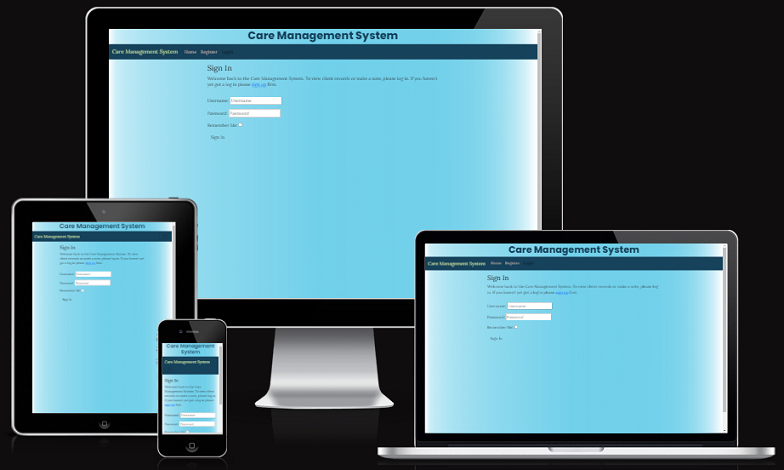 Care Management System
Care Management System Home Register Login
Sign In
Welcome back to the Care Management System. To view client records or make a note, please log in. If you haven't
yet got a log in please sign up first.
Username: Username
Password: Password
Remember Me:
Sign In
Care Management System
Care Management System
Sign In
Welcome back to the Care Management System. To view
client records or make a note, please log in. If you haven't
yet got a log in please sign up first.
Username: Username
Password: Password
Remember Me:
Sign In
Care Management
System
Care Management System
Sign In
Welcome back to the Care
Management System. To view client
records or make a note, please log in.
If you haven't yet got a log in please
sign up first.
Username: Username
Password: Password
Remember Me:
Care Management System
Care Management System Home Register
Sign In
Welcome back to the Care Management System. To view client records or make a note, please log
in. If you haven't yet got a log in please sign up first.
Username: Username
Password: Password
Remember Me:
Sign In